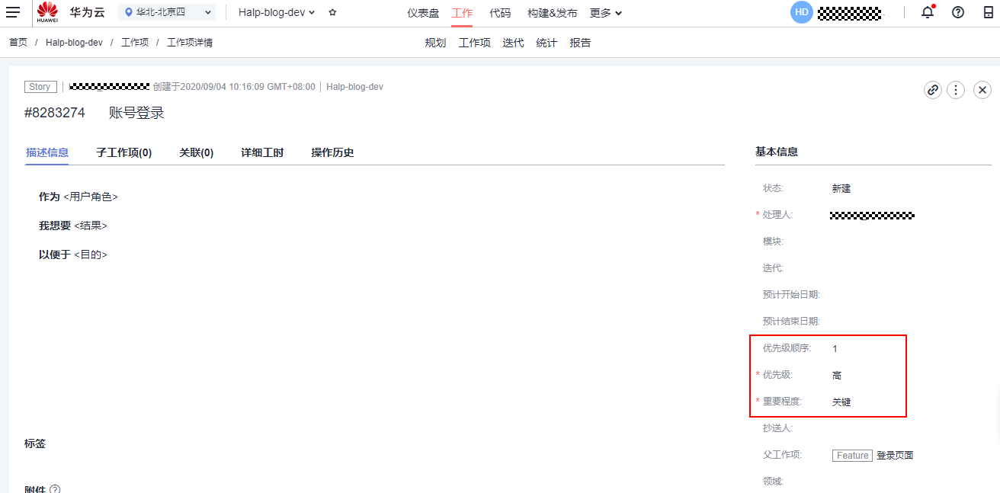 HUAWEI 华为云 华北-北京四 Halp-blog-dev 仪表盘 工作 代码 构建&发布 更多 HD
首页 / Halp-blog-dev / 工作项 / 工作项详情 规划 工作项 迭代 统计 报告
Story 创建于2020/09/04 10:16:09 GMT+08:00 Halp-blog-dev
#8283274 账号登录
描述信息 子工作项(0) 关联(0) 详细工时 操作历史
作为 <用户角色>
我想要 <结果>
以便于 <目的>
标签
附件
基本信息
状态: 新建
* 处理人:
模块:
迭代:
预计开始日期:
预计结束日期:
优先级顺序: 1
* 优先级: 高
* 重要程度: 关键
抄送人:
父工作项: Feature 登录页面
领域: